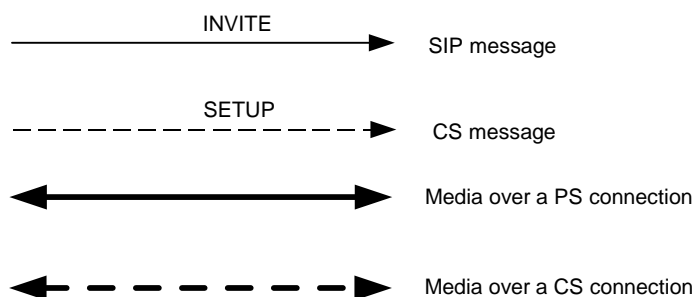 INVITE
SIP message
SETUP
CS message
Media over a PS connection
Media over a CS connection